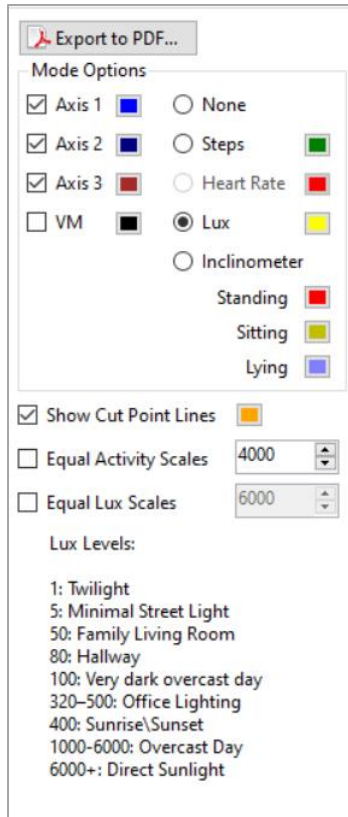 Export to PDF...
Mode Options
Axis 1 None
Axis 2 Steps
Axis 3 Heart Rate
VM Lux
Inclinometer
Standing
Sitting
Lying
Show Cut Point Lines
Equal Activity Scales 4000
Equal Lux Scales 6000
Lux Levels:
1: Twilight
5: Minimal Street Light
50: Family Living Room
80: Hallway
100: Very dark overcast day
320–500: Office Lighting
400: Sunrise\Sunset
1000-6000: Overcast Day
6000+: Direct Sunlight